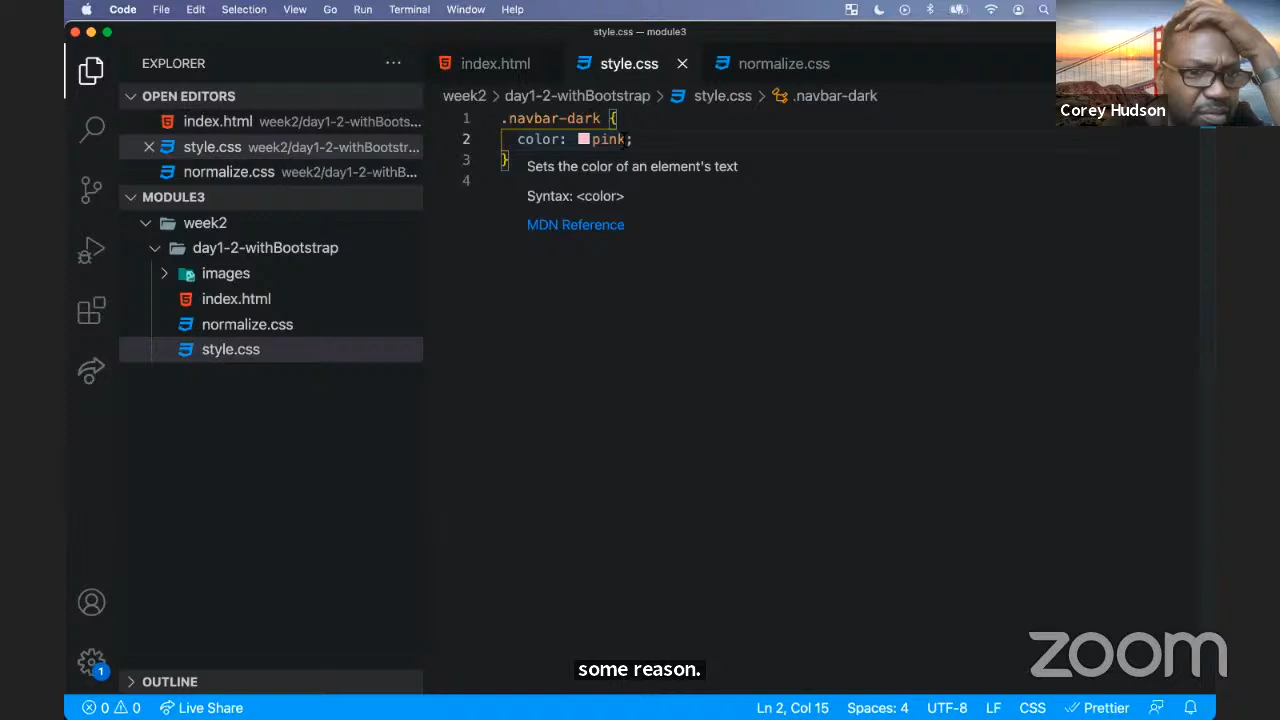 Code File Edit Selection View Go Run Terminal Window Help
style.css — module3
EXPLORER
index.html style.css normalize.css
OPEN EDITORS
week2 > day1-2-withBootstrap > style.css > .navbar-dark
index.html week2/day1-2-withBoots...
style.css week2/day1-2-withBootstr...
normalize.css week2/day1-2-withB...
MODULE3
week2
day1-2-withBootstrap
images
index.html
normalize.css
style.css
1 .navbar-dark {
2 color: pink;
3 }
4
Sets the color of an element's text
Syntax: <color>
MDN Reference
Corey Hudson
1
OUTLINE
some reason.
zoom
0 0 Live Share Ln 2, Col 15 Spaces: 4 UTF-8 LF CSS Prettier